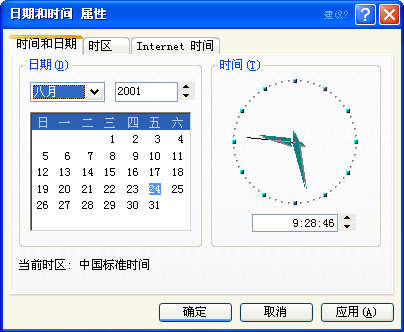 日期和时间 属性
建议?
时间和日期 时区 Internet 时间
日期(D)
八月 2001
日 一 二 三 四 五 六
1 2 3 4
5 6 7 8 9 10 11
12 13 14 15 16 17 18
19 20 21 22 23 24 25
26 27 28 29 30 31
时间(T)
9:28:46
当前时区: 中国标准时间
确定 取消 应用(A)